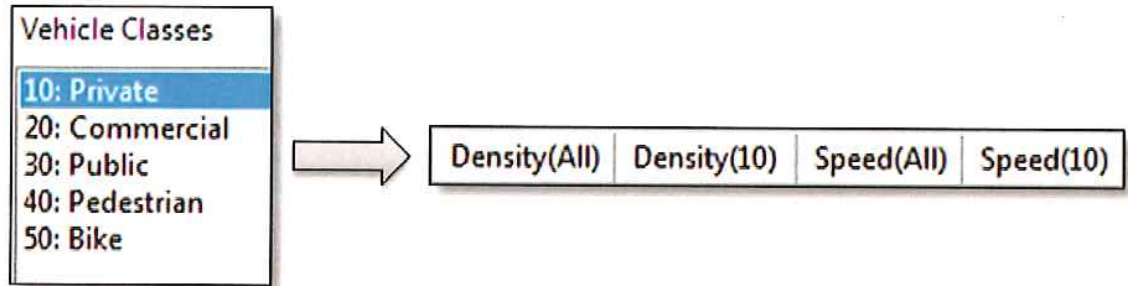 Vehicle Classes
10: Private
20: Commercial
30: Public
40: Pedestrian
50: Bike
Density(All) Density(10) Speed(All) Speed(10)